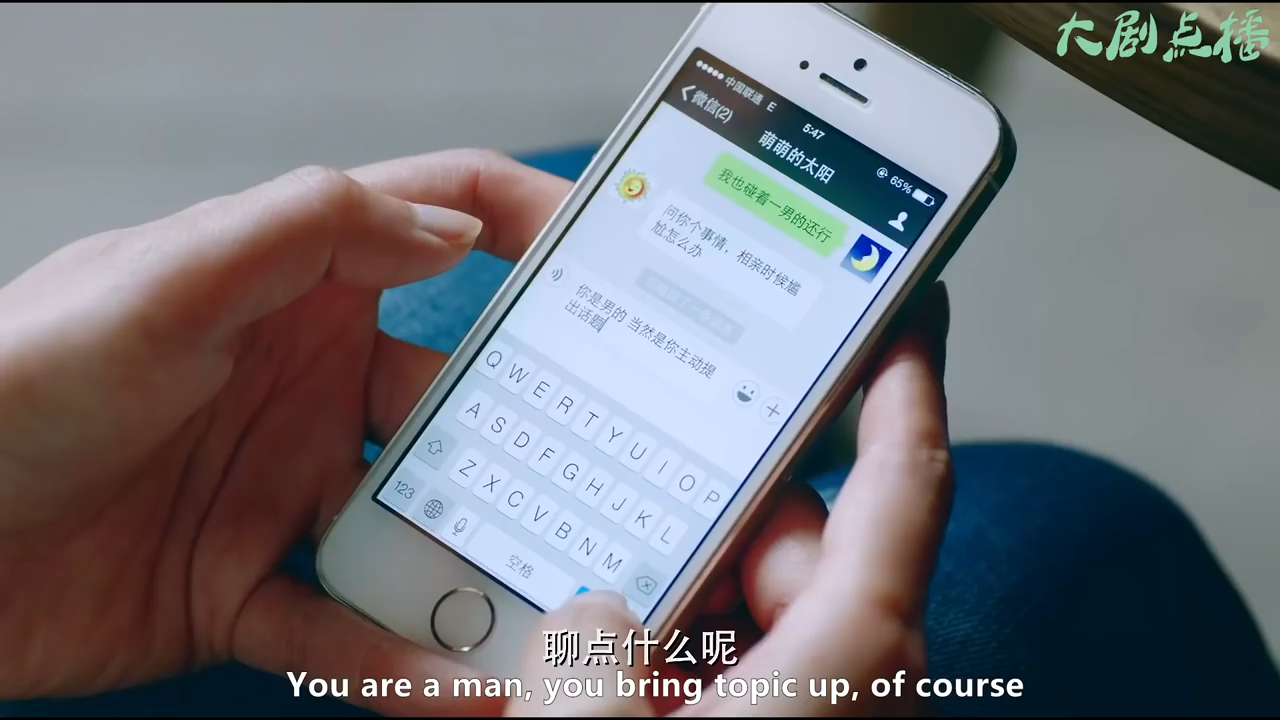 大剧点播
中国联通 E
5:47
65%
微信(2)
萌萌的太阳
我也碰着一男的还行
问你个事情，相亲时候尴
尬怎么办
你是男的 当然是你主动提
出话题
Q W E R T Y U I O P
A S D F G H J K L
Z X C V B N M
123
空格
聊点什么呢
You are a man, you bring topic up, of course